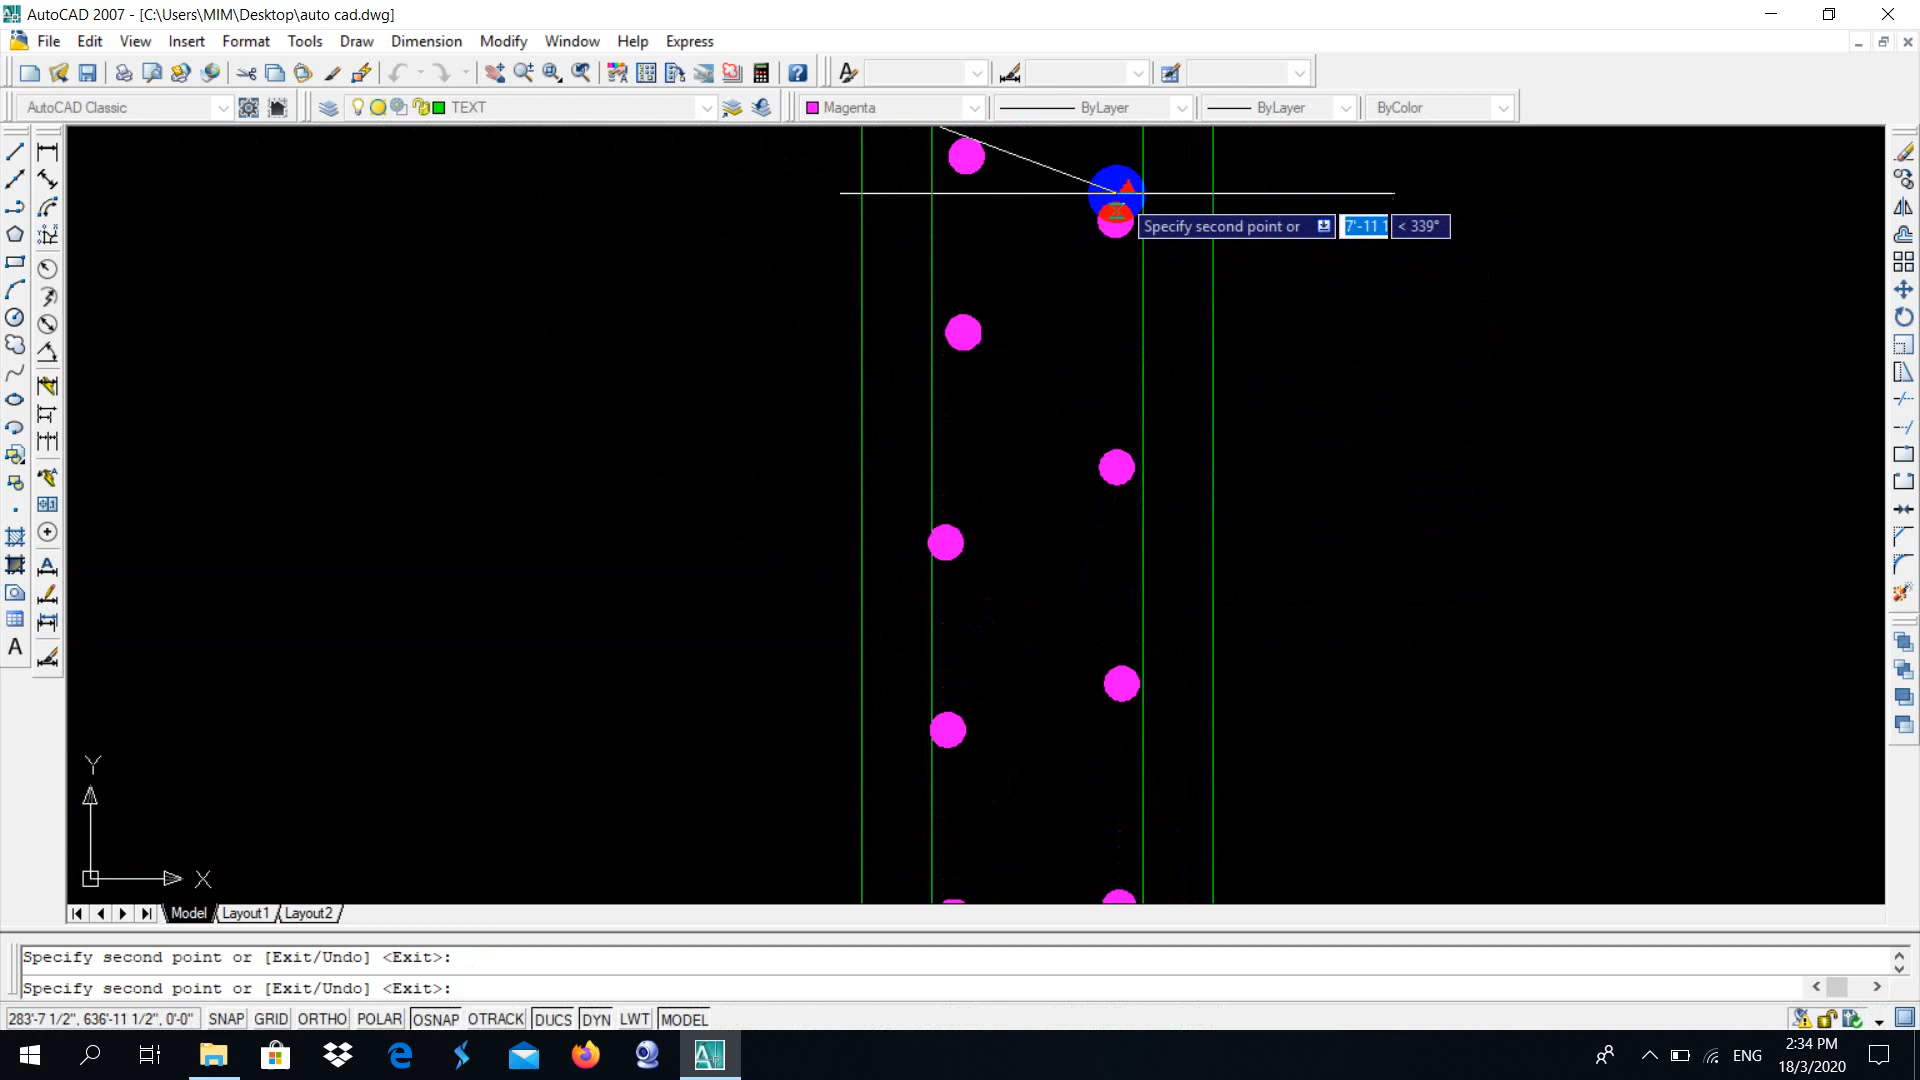 AutoCAD 2007 - [C:\Users\MIM\Desktop\auto cad.dwg]
File Edit View Insert Format Tools Draw Dimension Modify Window Help Express
AutoCAD Classic TEXT Magenta ByLayer ByLayer ByColor
Specify second point or 7'-11 1 < 339°
Y
X
Model Layout1 Layout2
Specify second point or [Exit/Undo] <Exit>:
Specify second point or [Exit/Undo] <Exit>:
283'-7 1/2", 636'-11 1/2", 0'-0" SNAP GRID ORTHO POLAR OSNAP OTRACK DUCS DYN LWT MODEL
ENG
2:34 PM
18/3/2020